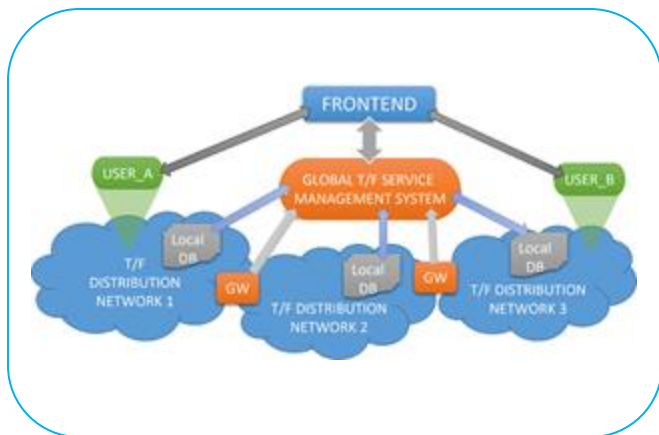 FRONTEND
USER_A
GLOBAL T/F SERVICE
MANAGEMENT SYSTEM
USER_B
T/F
DISTRIBUTION
NETWORK 1
Local
DB
GW
Local
DB
T/F DISTRIBUTION
NETWORK 2
GW
Local
DB
T/F DISTRIBUTION
NETWORK 3